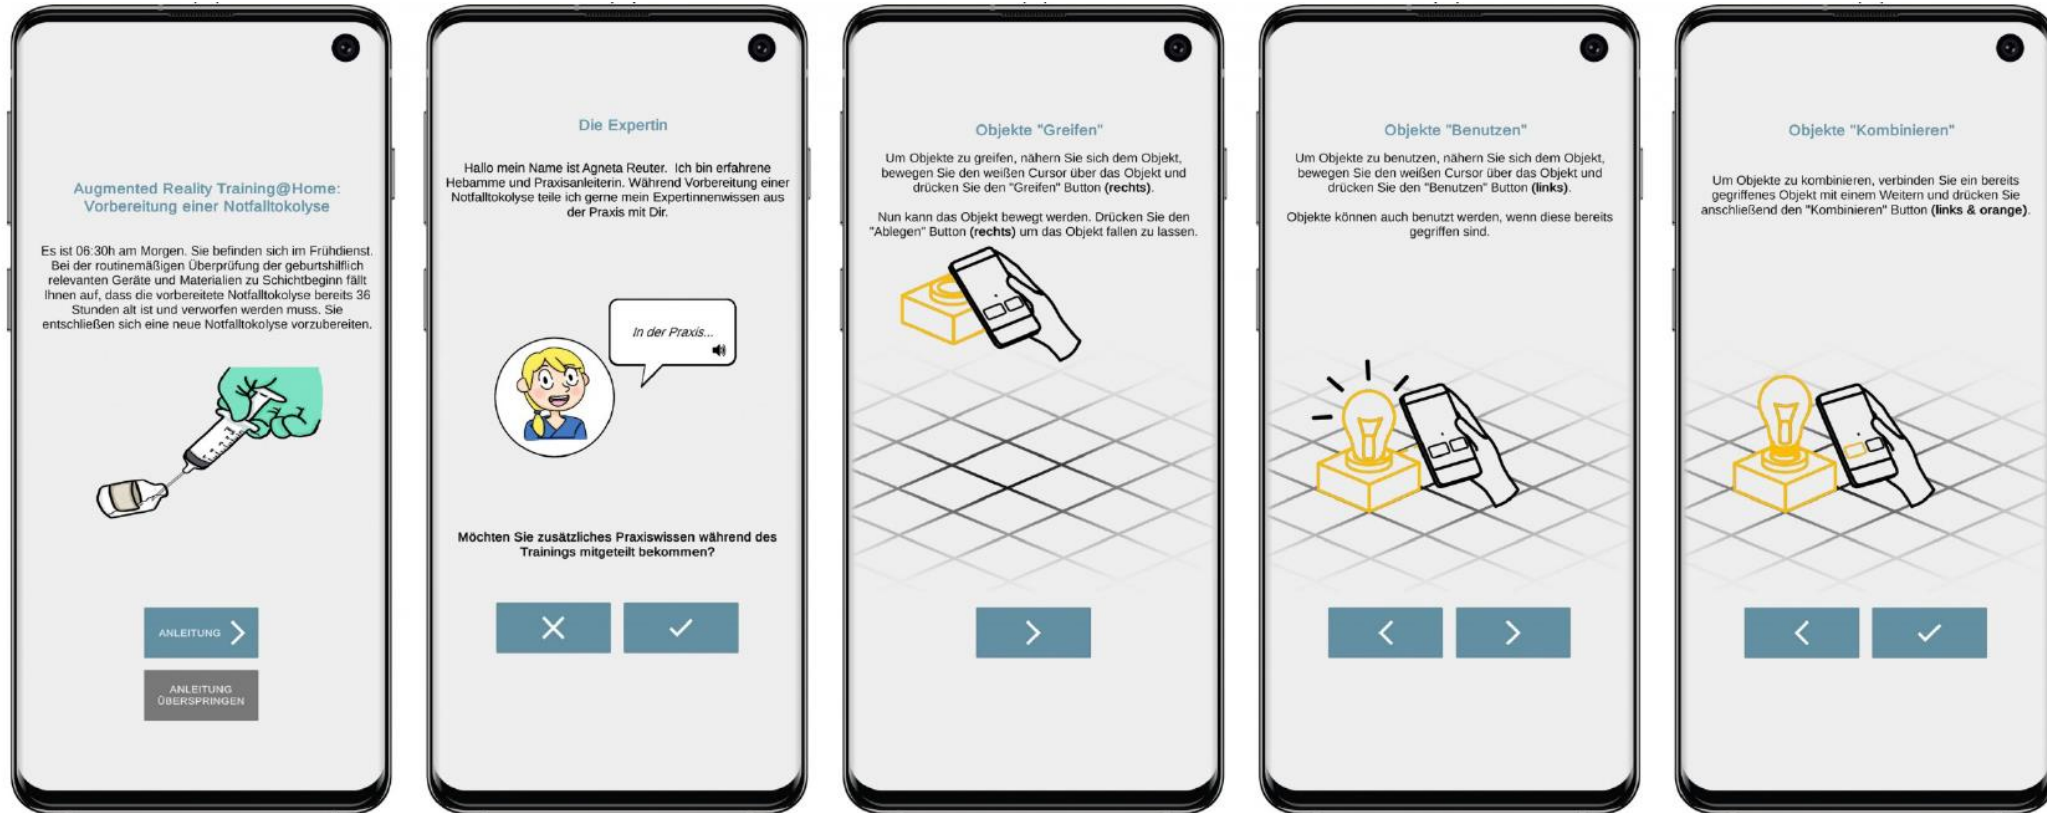 Augmented Reality Training@Home:
Vorbereitung einer Notfalltokolyse
Es ist 06:30h am Morgen. Sie befinden sich im Frühdienst.
Bei der routinemäßigen Überprüfung der geburtshilflich
relevanten Geräte und Materialien zu Schichtbeginn fällt
Ihnen auf, dass die vorbereitete Notfalltokolyse bereits 36
Stunden alt ist und verworfen werden muss. Sie
entschließen sich eine neue Notfalltokolyse vorzubereiten.
ANLEITUNG
ANLEITUNG
ÜBERSPRINGEN
Die Expertin
Hallo mein Name ist Agneta Reuter. Ich bin erfahrene
Hebamme und Praxisanleiterin. Während Vorbereitung einer
Notfalltokolyse teile ich gerne mein Expertinnenwissen aus
der Praxis mit Dir.
In der Praxis...
Möchten Sie zusätzliches Praxiswissen während des
Trainings mitgeteilt bekommen?
Objekte "Greifen"
Um Objekte zu greifen, nähern Sie sich dem Objekt,
bewegen Sie den weißen Cursor über das Objekt und
drücken Sie den "Greifen" Button (rechts).
Nun kann das Objekt bewegt werden. Drücken Sie den
"Ablegen" Button (rechts) um das Objekt fallen zu lassen.
Objekte "Benutzen"
Um Objekte zu benutzen, nähern Sie sich dem Objekt,
bewegen Sie den weißen Cursor über das Objekt und
drücken Sie den "Benutzen" Button (links).
Objekte können auch benutzt werden, wenn diese bereits
gegriffen sind.
Objekte "Kombinieren"
Um Objekte zu kombinieren, verbinden Sie ein bereits
gegriffenes Objekt mit einem Weitern und drücken Sie
anschließend den "Kombinieren" Button (links & orange).